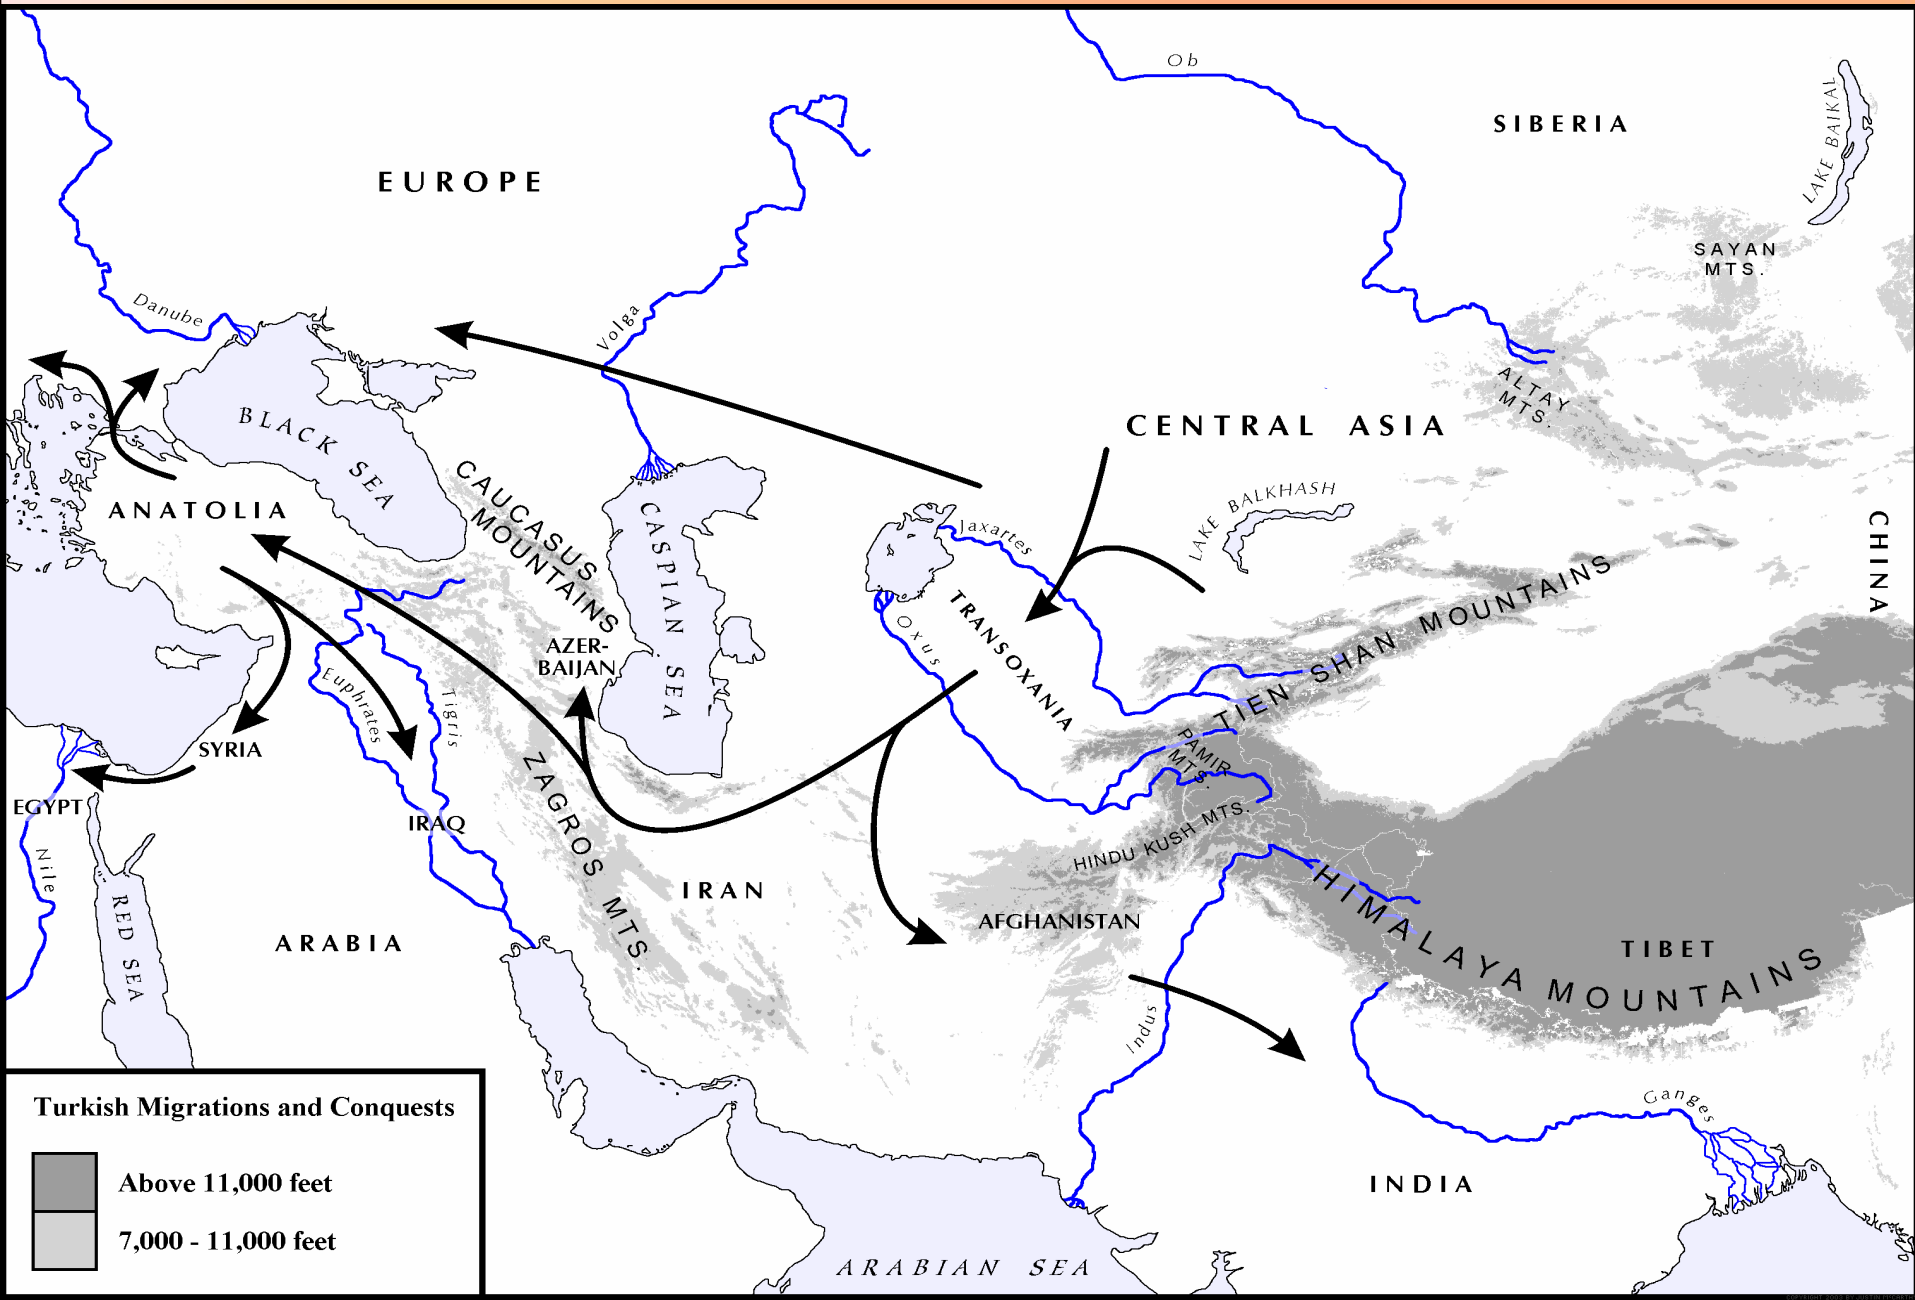 Ob
SIBERIA
LAKE BAIKAL
EUROPE
SAYAN
MTS.
Danube
Volga
ALTAY
MTS.
BLACK SEA
CENTRAL ASIA
CAUCASUS
MOUNTAINS
CASPIAN SEA
LAKE BALKHASH
Jaxartes
ANATOLIA
CHINA
TRANSOXANIA
Oxus
TIEN SHAN MOUNTAINS
AZER-
BAIJAN
Euphrates
Tigris
SYRIA
PAMIR
MTS.
ZAGROS MTS.
EGYPT
IRAQ
HINDU KUSH MTS.
Nile
RED SEA
IRAN
HIMALAYA MOUNTAINS
AFGHANISTAN
ARABIA
TIBET
Indus
Ganges
Turkish Migrations and Conquests
Above 11,000 feet
7,000 - 11,000 feet
INDIA
ARABIAN SEA